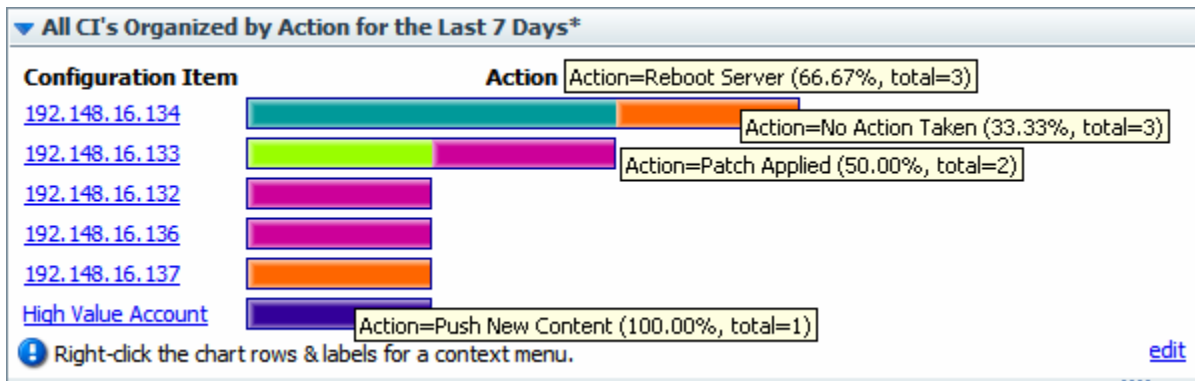 All CI's Organized by Action for the Last 7 Days*
Configuration Item Action Action=Reboot Server (66.67%, total=3)
192.148.16.134
Action=No Action Taken (33.33%, total=3)
192.148.16.133
Action=Patch Applied (50.00%, total=2)
192.148.16.132
192.148.16.136
192.148.16.137
High Value Account
Action=Push New Content (100.00%, total=1)
Right-click the chart rows & labels for a context menu. edit